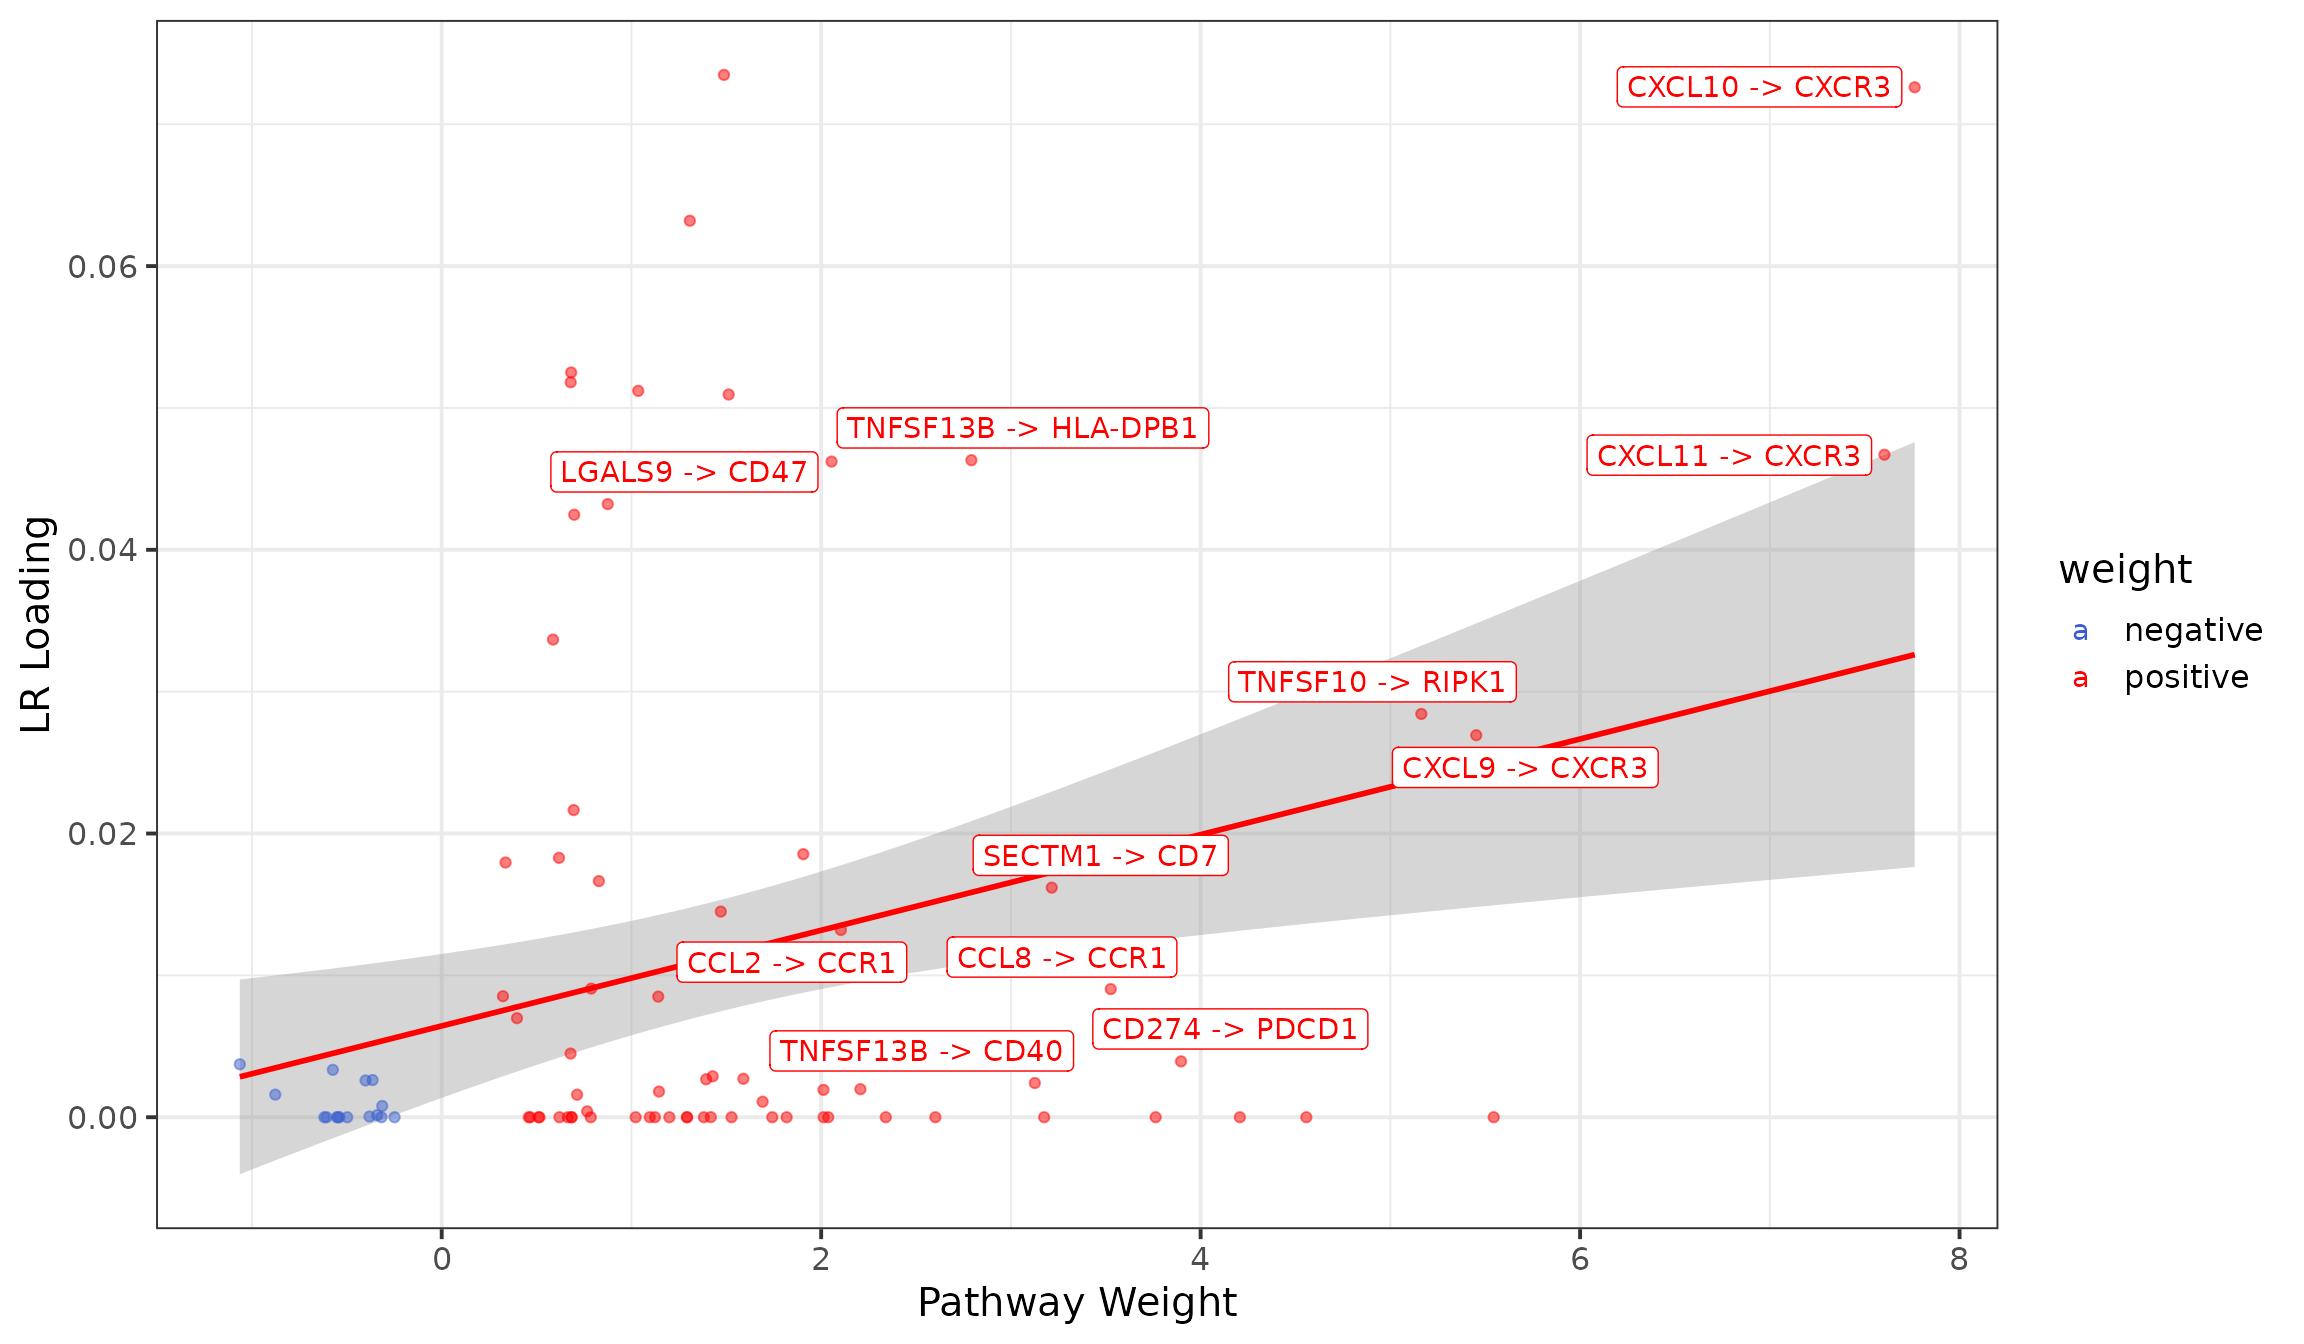 CXCL10 -> CXCR3
0.06
TNFSF13B -> HLA-DPB1
CXCL11 -> CXCR3
LGALS9 -> CD47
0.04
LR Loading
weight
a negative
a positive
TNFSF10 -> RIPK1
CXCL9 -> CXCR3
0.02
SECTM1 -> CD7
CCL2 -> CCR1
CCL8 -> CCR1
CD274 -> PDCD1
TNFSF13B -> CD40
0.00
0 2 4 6 8
Pathway Weight